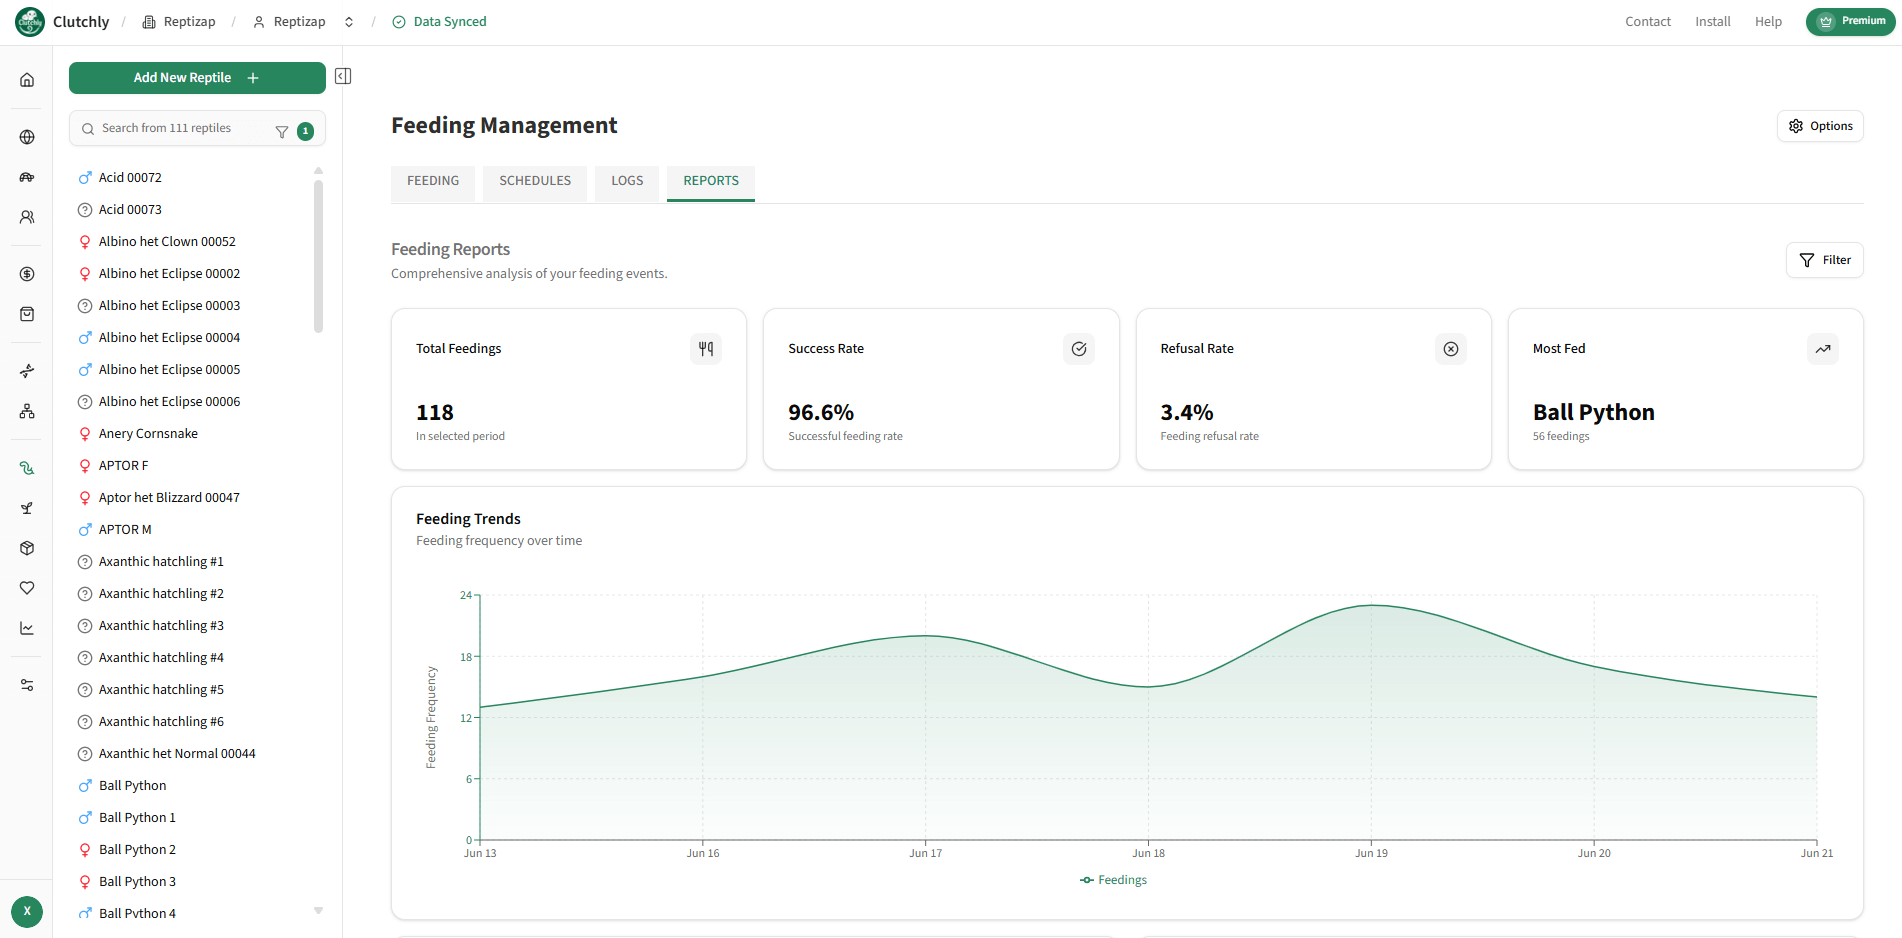 Clutchly / Reptizap / Reptizap / Data Synced
Contact Install Help Premium
Add New Reptile
Search from 111 reptiles 1
Acid 00072
Acid 00073
Albino het Clown 00052
Albino het Eclipse 00002
Albino het Eclipse 00003
Albino het Eclipse 00004
Albino het Eclipse 00005
Albino het Eclipse 00006
Anery Cornsnake
APTOR F
Aptor het Blizzard 00047
APTOR M
Axanthic hatchling #1
Axanthic hatchling #2
Axanthic hatchling #3
Axanthic hatchling #4
Axanthic hatchling #5
Axanthic hatchling #6
Axanthic het Normal 00044
Ball Python
Ball Python 1
Ball Python 2
Ball Python 3
Ball Python 4
X
Feeding Management
Options
FEEDING SCHEDULES LOGS REPORTS
Feeding Reports
Comprehensive analysis of your feeding events.
Filter
Total Feedings
118
In selected period
Success Rate
96.6%
Successful feeding rate
Refusal Rate
3.4%
Feeding refusal rate
Most Fed
Ball Python
56 feedings
Feeding Trends
Feeding frequency over time
Feeding Frequency
24
18
12
6
0
Jun 13 Jun 16 Jun 17 Jun 18 Jun 19 Jun 20 Jun 21
Feedings